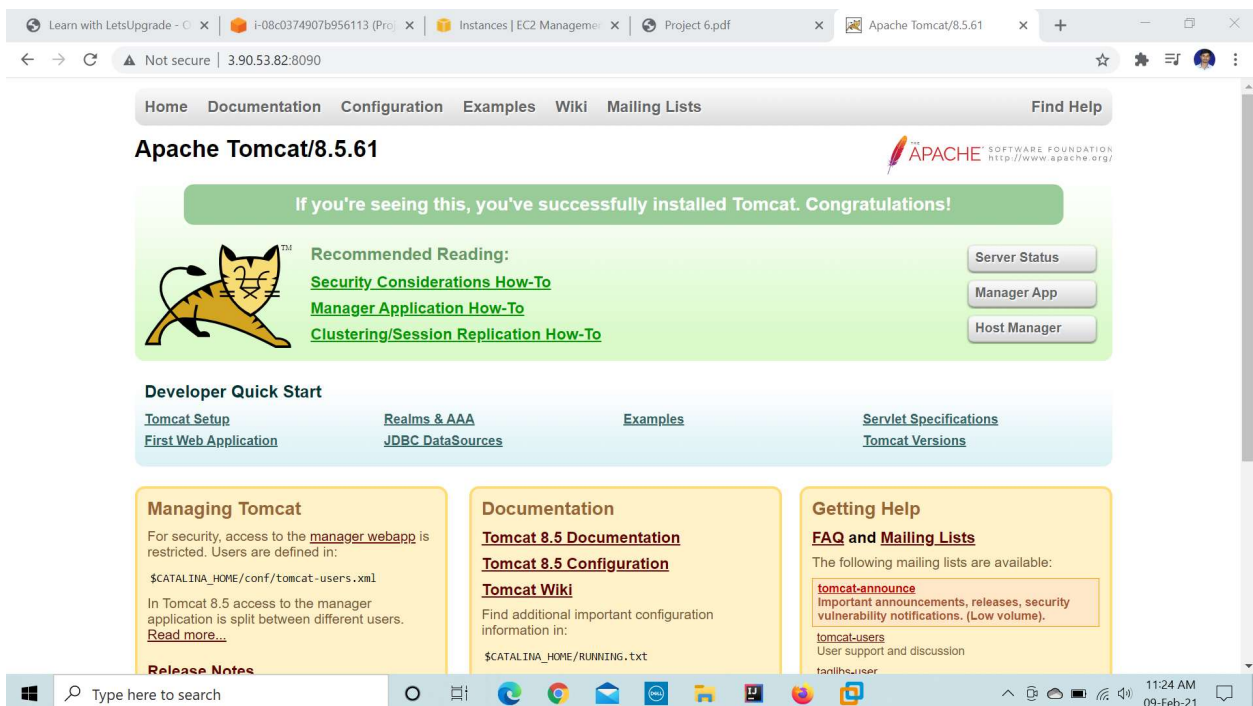 Learn with LetsUpgrade - O
i-08c0374907b956113 (Proj
Instances | EC2 Managemen
Project 6.pdf
Apache Tomcat/8.5.61
Not secure | 3.90.53.82:8090
Home Documentation Configuration Examples Wiki Mailing Lists Find Help
Apache Tomcat/8.5.61
THE APACHE SOFTWARE FOUNDATION
http://www.apache.org/
If you're seeing this, you've successfully installed Tomcat. Congratulations!
TM
Recommended Reading:
Security Considerations How-To
Manager Application How-To
Clustering/Session Replication How-To
Server Status
Manager App
Host Manager
Developer Quick Start
Tomcat Setup
First Web Application
Realms & AAA
JDBC DataSources
Examples
Servlet Specifications
Tomcat Versions
Managing Tomcat
For security, access to the manager webapp is
restricted. Users are defined in:
$CATALINA_HOME/conf/tomcat-users.xml
In Tomcat 8.5 access to the manager
application is split between different users.
Read more...
Release Notes
Documentation
Tomcat 8.5 Documentation
Tomcat 8.5 Configuration
Tomcat Wiki
Find additional important configuration
information in:
$CATALINA_HOME/RUNNING.txt
Getting Help
FAQ and Mailing Lists
The following mailing lists are available:
tomcat-announce
Important announcements, releases, security
vulnerability notifications. (Low volume).
tomcat-users
User support and discussion
taglibs-user
Type here to search
DELL
IJ
11:24 AM
09-Feb-21